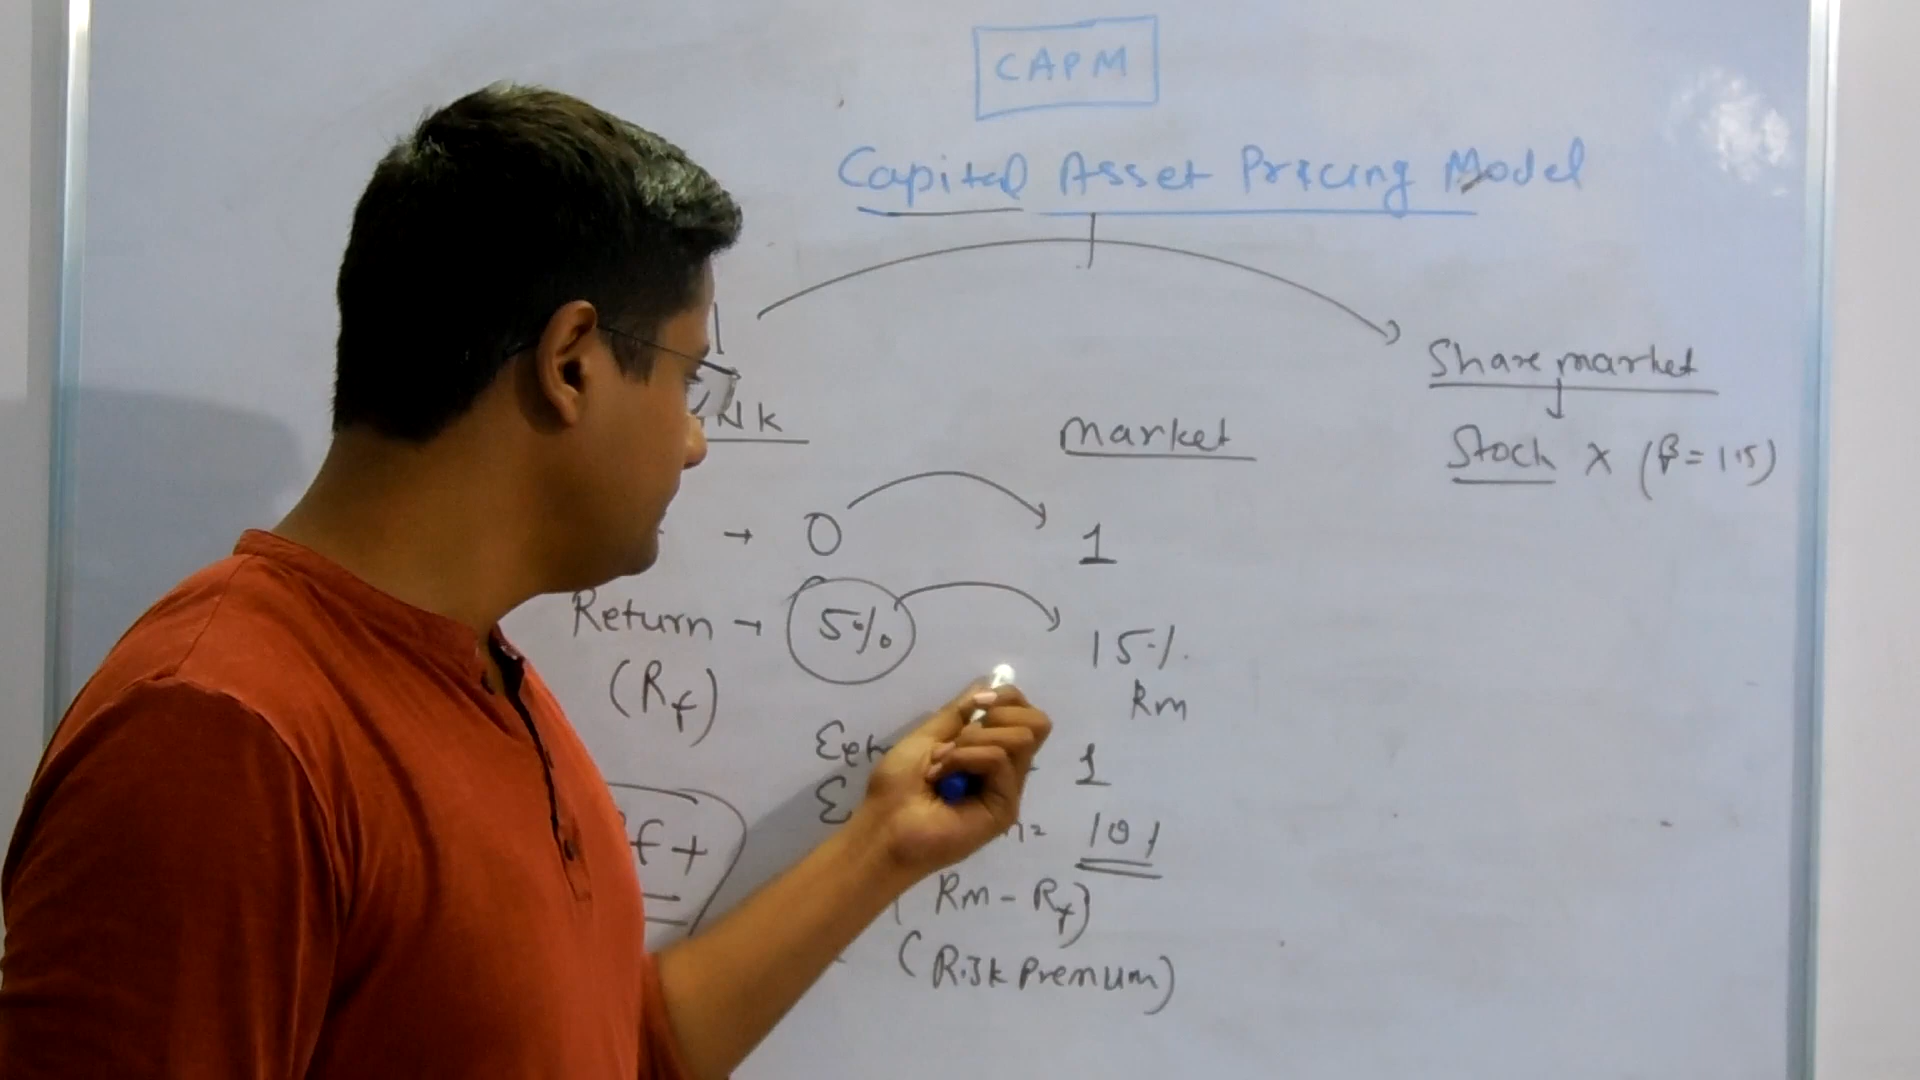 CAPM
Capital Asset Pricing Model
Share market
market
Stock X (β = 1.5)
→ 0
1
Return → 5%
15%
(Rf)
Rm
1
f +
10%
(Rm - Rf)
(Risk Premium)